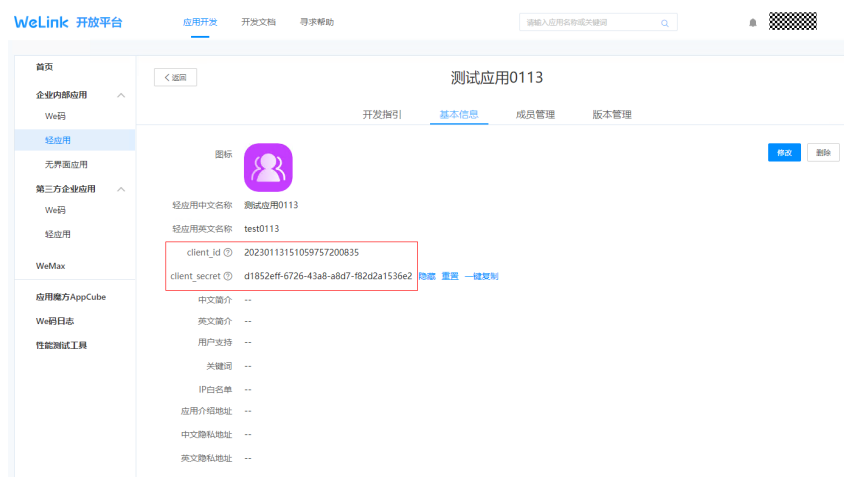 WeLink 开放平台
应用开发 开发文档 寻求帮助
请输入应用名称或关键词
首页
企业内部应用
We码
轻应用
无界面应用
第三方企业应用
We码
轻应用
WeMax
应用魔方AppCube
We码日志
性能测试工具
返回
测试应用0113
开发指引 基本信息 成员管理 版本管理
图标
修改 删除
轻应用中文名称 测试应用0113
轻应用英文名称 test0113
client_id 20230113151059757200835
client_secret d1852eff-6726-43a8-a8d7-f82d2a1536e2 隐藏 重置 一键复制
中文简介 --
英文简介 --
用户支持 --
关键词 --
IP白名单 --
应用介绍地址 --
中文隐私地址 --
英文隐私地址 --